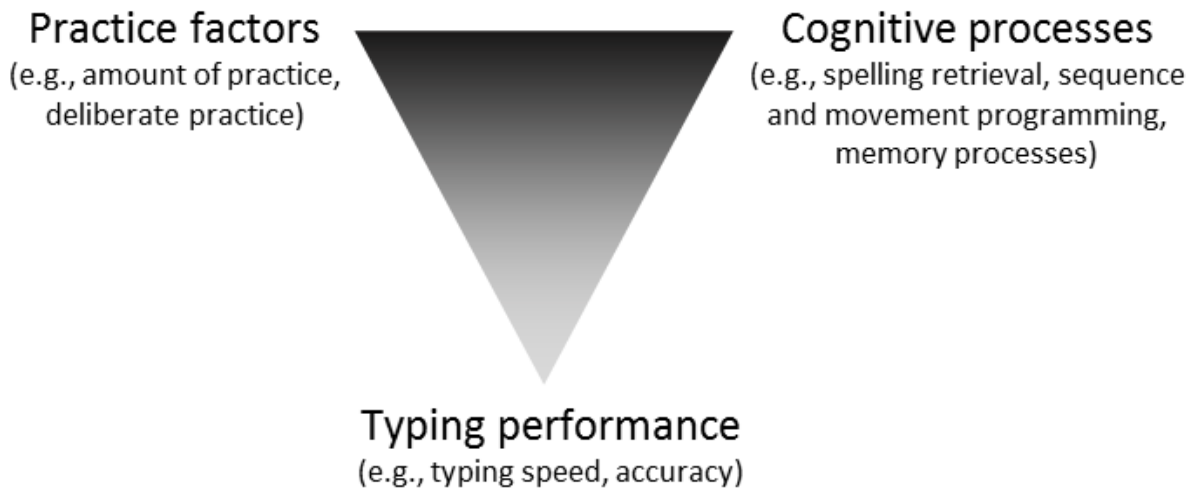 Practice factors
(e.g., amount of practice,
deliberate practice)
Cognitive processes
(e.g., spelling retrieval, sequence
and movement programming,
memory processes)
Typing performance
(e.g., typing speed, accuracy)